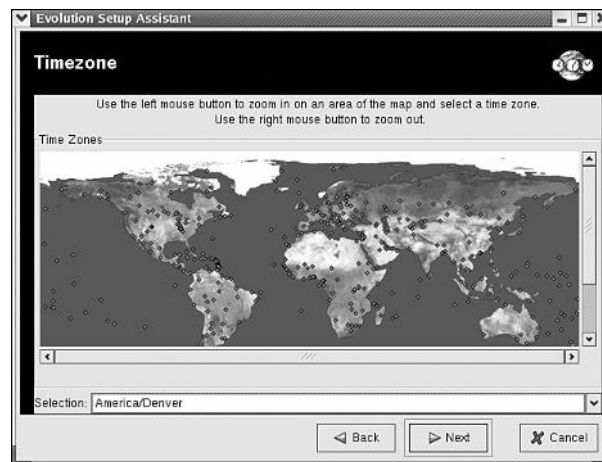 Evolution Setup Assistant
Timezone
Use the left mouse button to zoom in on an area of the map and select a time zone.
Use the right mouse button to zoom out.
Time Zones
Selection: America/Denver
Back Next Cancel